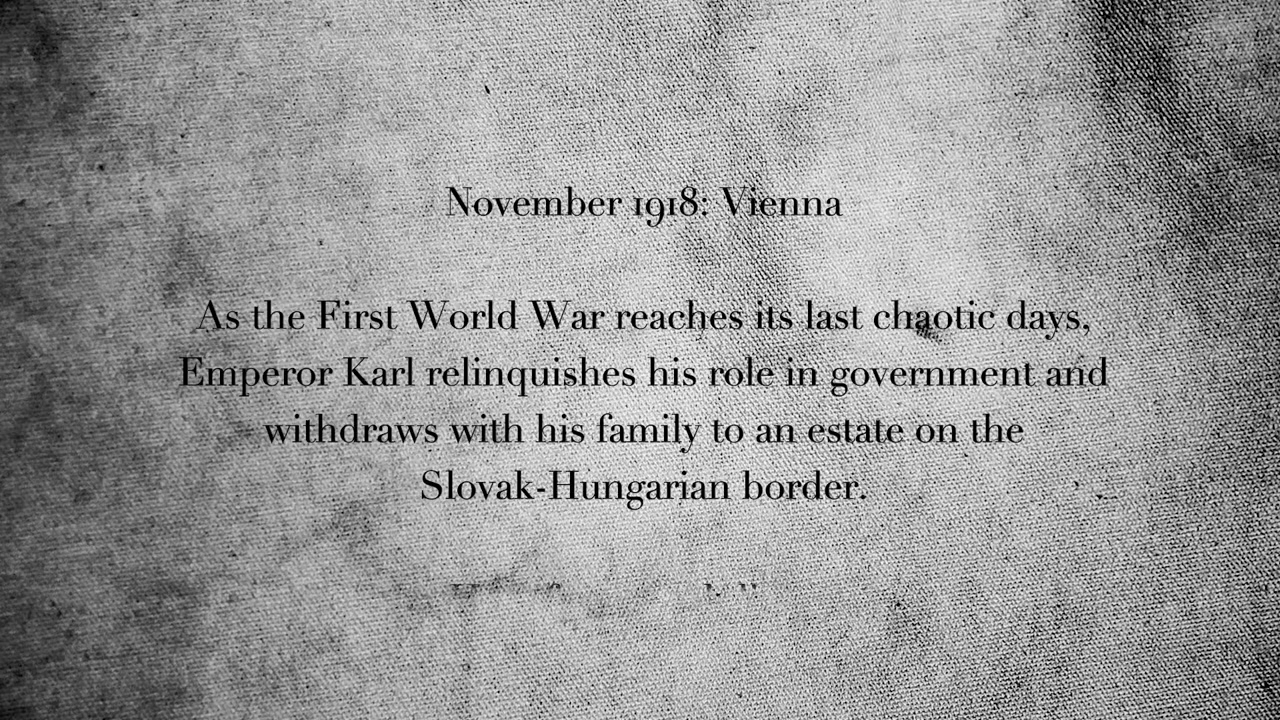 November 1918: Vienna
As the First World War reaches its last chaotic days,
Emperor Karl relinquishes his role in government and
withdraws with his family to an estate on the
Slovak-Hungarian border.